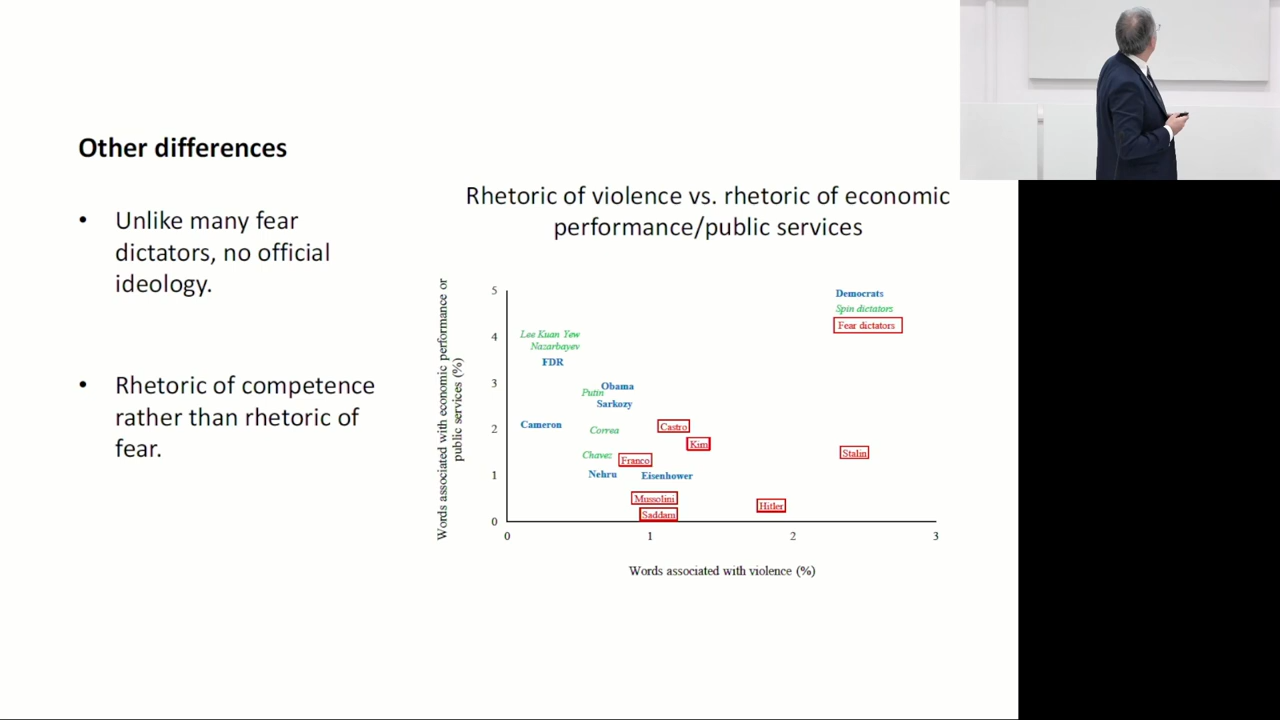 Other differences
• Unlike many fear
dictators, no official
ideology.
• Rhetoric of competence
rather than rhetoric of
fear.
Rhetoric of violence vs. rhetoric of economic
performance/public services
Words associated with economic performance or
public services (%)
5
4
3
2
1
0
Democrats
Spin dictators
Fear dictators
Lee Kuan Yew
Nazarbayev
FDR
Obama
Putin
Sarkozy
Cameron
Castro
Correa
Kim
Stalin
Chavez
Franco
Nehru
Eisenhower
Mussolini
Hitler
Saddam
0
1
2
3
Words associated with violence (%)